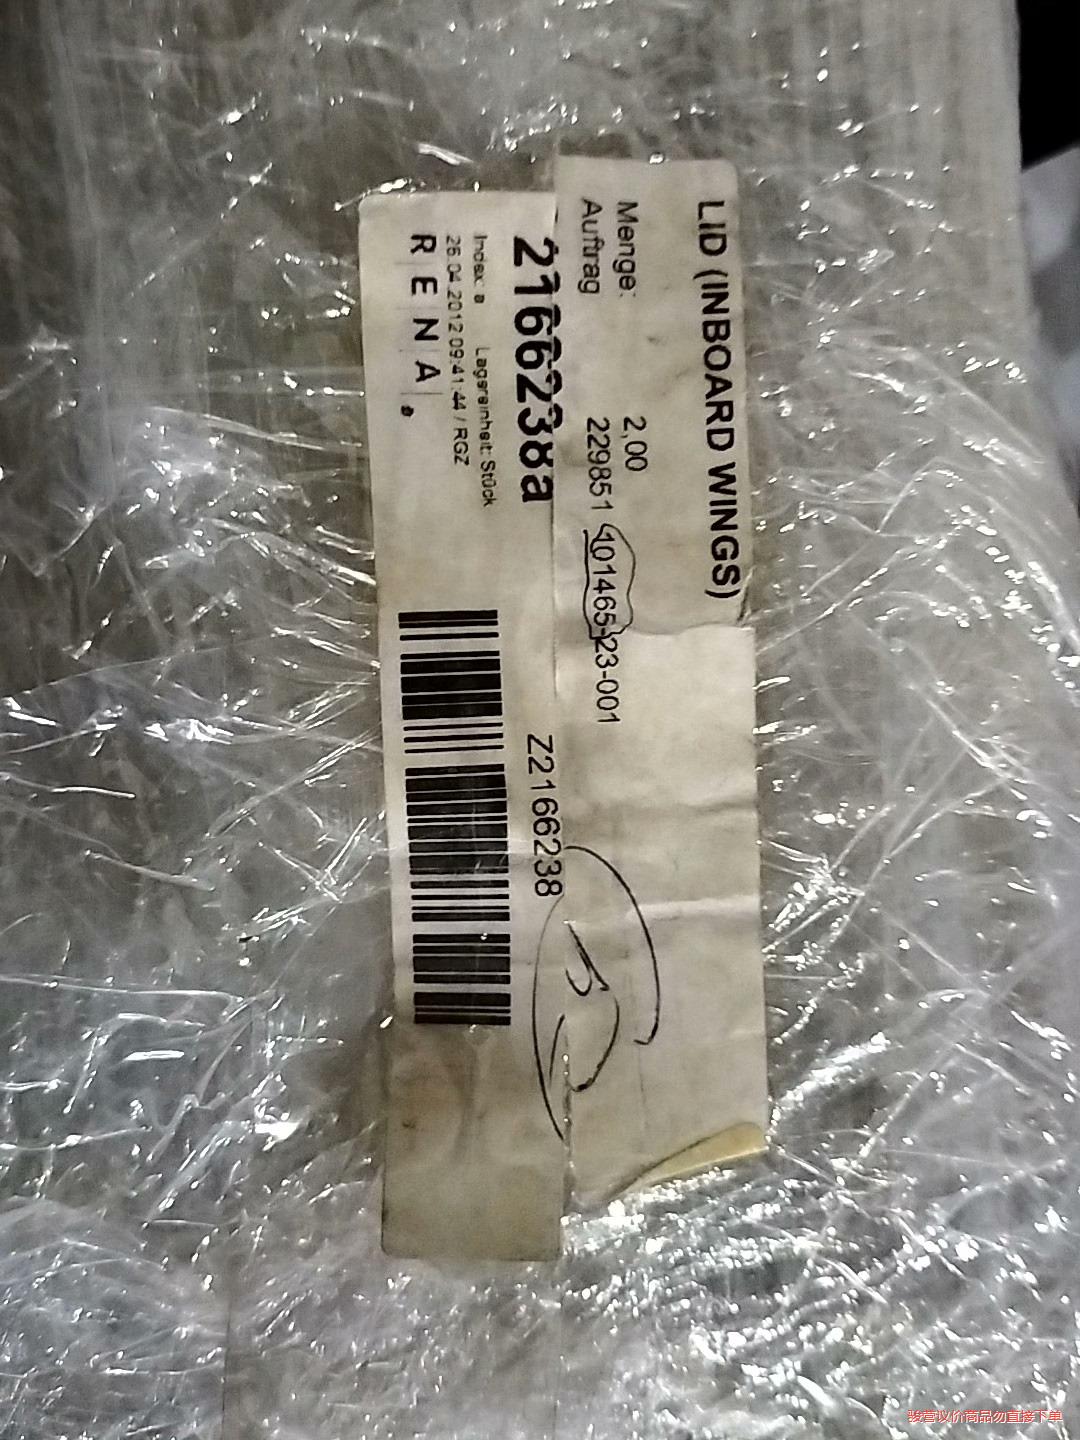 LID (INBOARD WINGS)
Menge: 2,00
Auftrag 229851 101465-23-001
2166238a Z2166238
Index: a Lagereinheit: Stück
26.04.2012 09:41:44 / RGZ
RENA
骏营议价商品勿直接下单